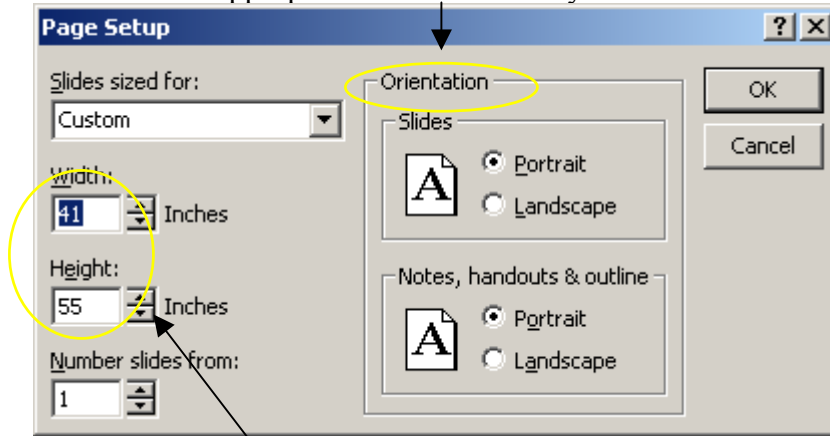 Page Setup
Slides sized for:
Custom
Width:
41 Inches
Height:
55 Inches
Number slides from:
1
Orientation
Slides
A
Portrait
Landscape
Notes, handouts & outline
A
Portrait
Landscape
OK
Cancel